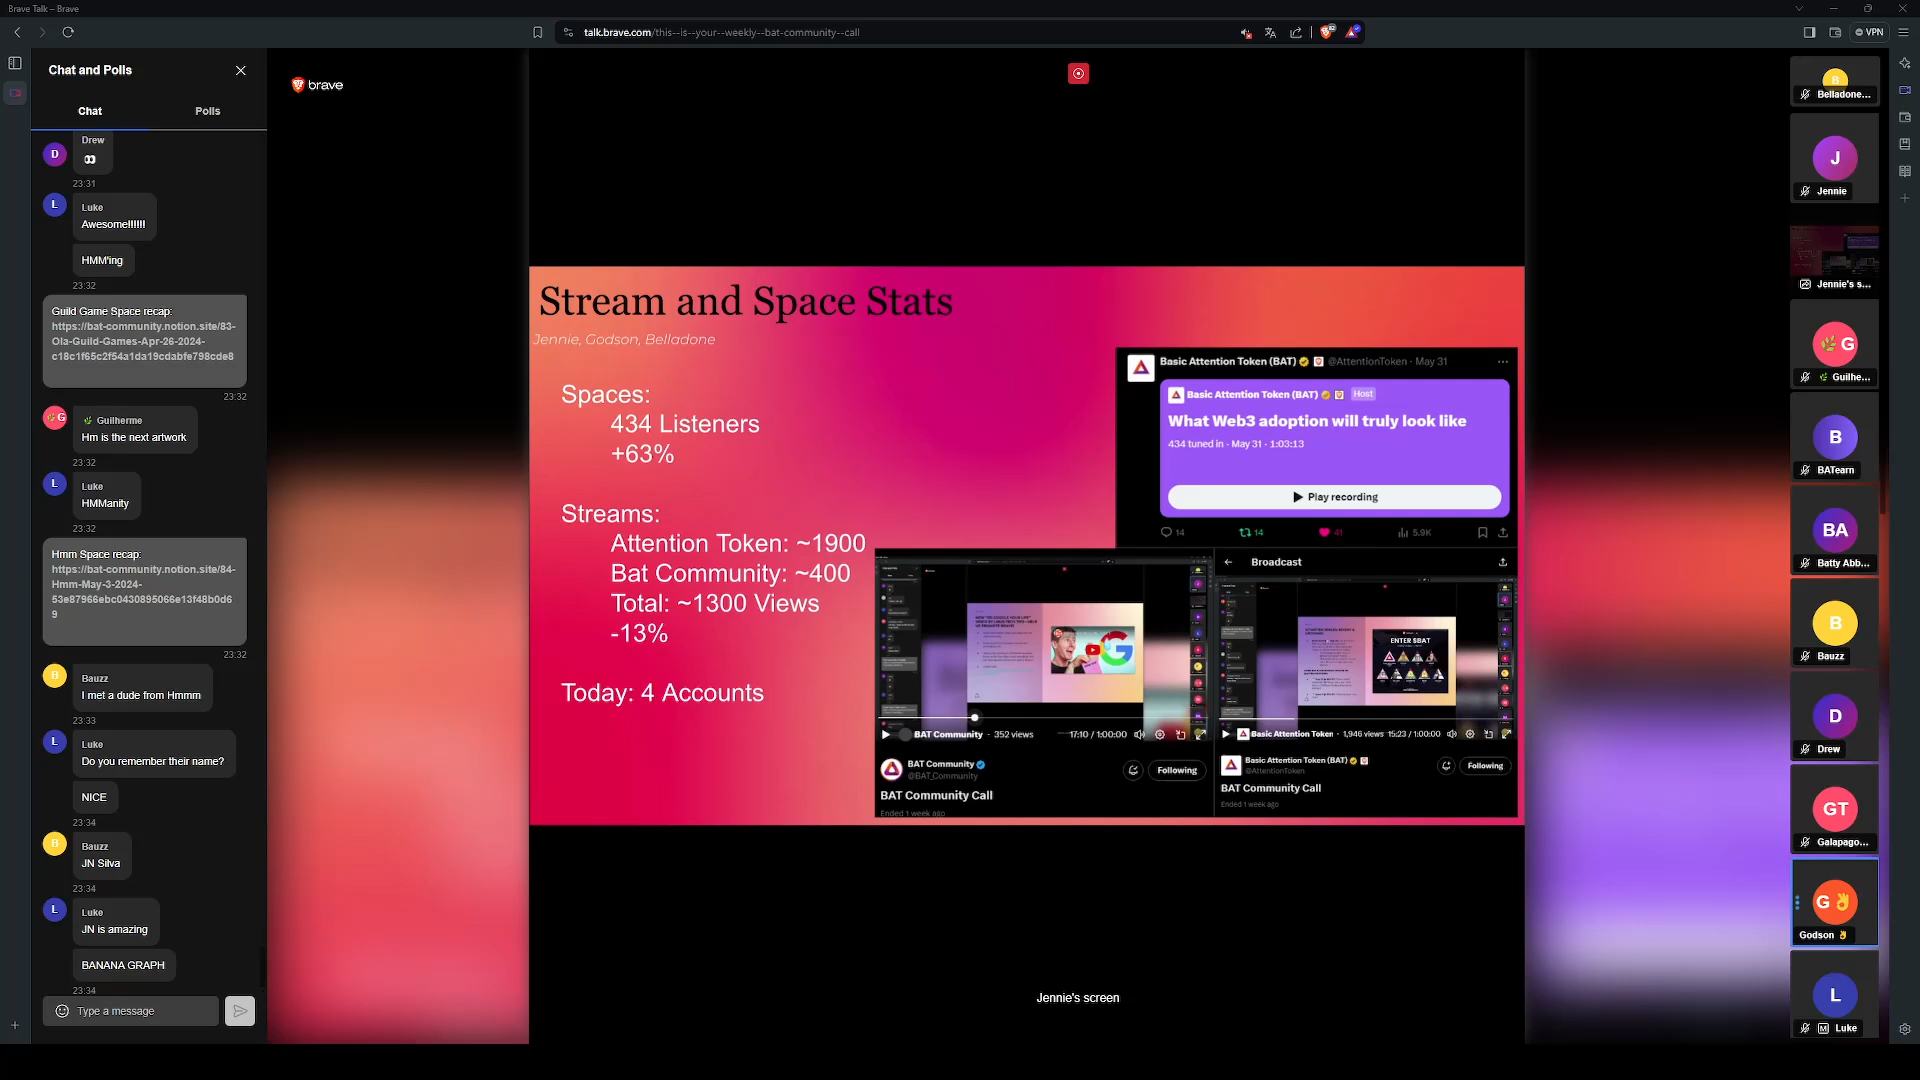 Brave Talk – Brave
talk.brave.com/this--is--your--weekly--bat-community--call
VPN
Chat and Polls
Chat
Polls
Drew
23:31
Luke
Awesome!!!!!!
HMM'ing
23:32
Guild Game Space recap:
https://bat-community.notion.site/83-
Ola-Guild-Games-Apr-26-2024-
c18c1f65c2f54a1da19cdabfe798cde8
23:32
Guilherme
Hm is the next artwork
23:32
Luke
HMManity
23:32
Hmm Space recap:
https://bat-community.notion.site/84-
Hmm-May-3-2024-
53e87966ebc0430895066e13f48b0d6
9
23:32
Bauzz
I met a dude from Hmmm
23:33
Luke
Do you remember their name?
NICE
23:34
Bauzz
JN Silva
23:34
Luke
JN is amazing
BANANA GRAPH
23:34
Type a message
brave
Stream and Space Stats
Jennie, Godson, Belladone
Spaces:
434 Listeners
+63%
Streams:
Attention Token: ~1900
Bat Community: ~400
Total: ~1300 Views
-13%
Today: 4 Accounts
Basic Attention Token (BAT) @AttentionToken · May 31
Basic Attention Token (BAT) Host
What Web3 adoption will truly look like
434 tuned in · May 31 · 1:03:13
Play recording
14
14
41
5.9K
BAT Community · 352 views
17:10 / 1:00:00
BAT Community
@BAT_Community
Following
BAT Community Call
Ended 1 week ago
Broadcast
ENTER $BAT
Basic Attention Token · 1,946 views
15:23 / 1:00:00
Basic Attention Token (BAT)
@AttentionToken
Following
BAT Community Call
Ended 1 week ago
Jennie's screen
B
Belladone...
J
Jennie
Jennie's s...
G
Guilhe...
B
BATearn
BA
Batty Abb...
B
Bauzz
D
Drew
GT
Galapago...
G
Godson
L
M Luke